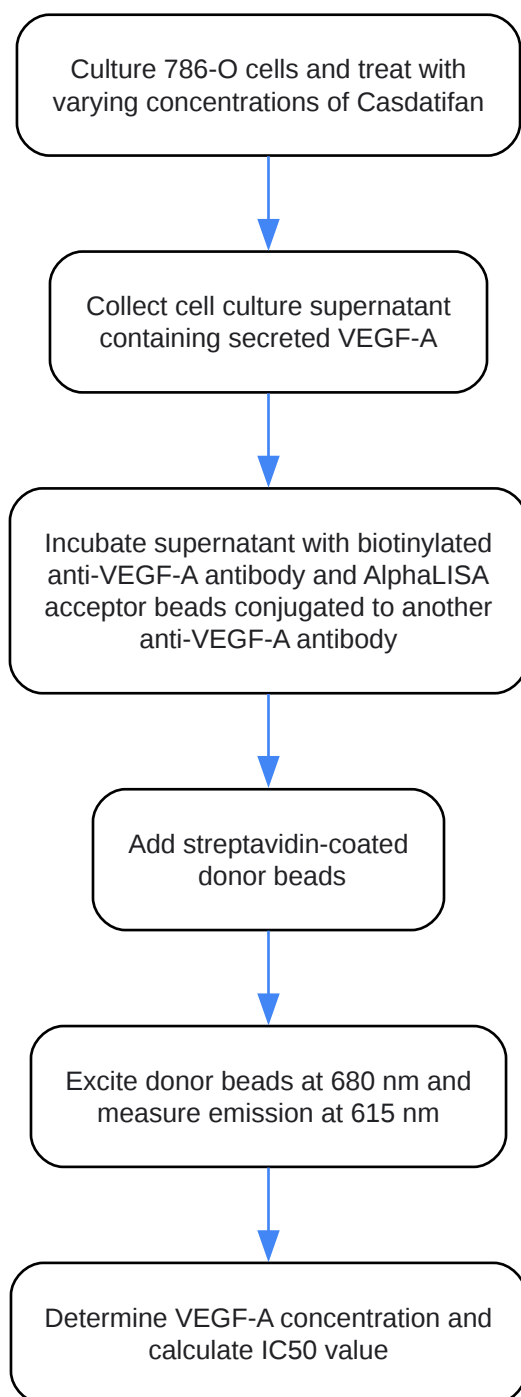 Culture 786-O cells and treat with
varying concentrations of Casdatifan
Collect cell culture supernatant
containing secreted VEGF-A
Incubate supernatant with biotinylated
anti-VEGF-A antibody and AlphaLISA
acceptor beads conjugated to another
anti-VEGF-A antibody
Add streptavidin-coated
donor beads
Excite donor beads at 680 nm and
measure emission at 615 nm
Determine VEGF-A concentration and
calculate IC50 value